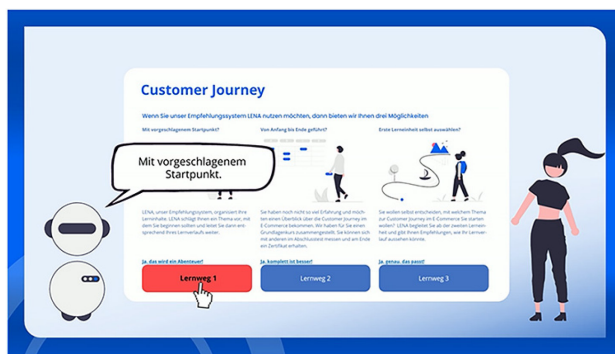 Customer Journey
Wenn Sie unser Empfehlungssystem LENA nutzen möchten, dann bieten wir Ihnen drei Möglichkeiten
Mit vorgeschlagenem Startpunkt?
Von Anfang bis Ende geführt?
Erste Lerneinheit selbst auswählen?
Mit vorgeschlagenem
Startpunkt.
LENA, unser Empfehlungssystem, organisiert Ihre
Lerninhalte. LENA schlägt Ihnen ein Thema vor, mit
dem Sie beginnen sollten und leitet Sie dann ent-
sprechend Ihres Lernverlaufs weiter.
Ja, das wird ein Abenteuer!
Lernweg 1
Sie haben noch nicht so viel Erfahrung und möch-
ten einen Überblick über die Customer Journey im
E-Commerce bekommen. Wir haben für Sie einen
Grundlagenkurs zusammengestellt. Sie können sich
mit anderen im Abschlusstest messen und am Ende
ein Zertifikat erhalten.
Ja, komplett ist besser!
Lernweg 2
Sie wollen selbst entscheiden, mit welchem Thema
zur Customer Journey im E-Commerce Sie starten
wollen? LENA begleitet Sie ab der zweiten Lernein-
heit und gibt Ihnen Empfehlungen, wie Ihr Lernver-
lauf aussehen könnte.
Ja, genau, das passt!
Lernweg 3